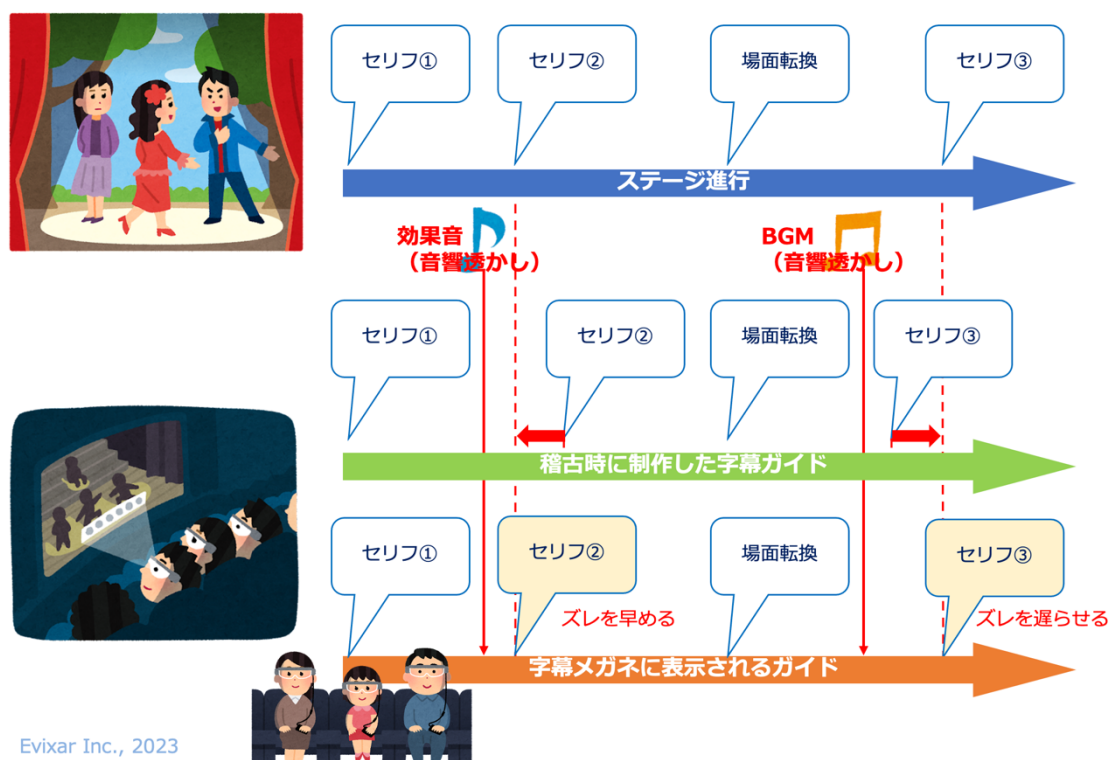 セリフ①
セリフ②
場面転換
セリフ③
ステージ進行
効果音
（音響透かし）
BGM
（音響透かし）
セリフ①
セリフ②
場面転換
セリフ③
稽古時に制作した字幕ガイド
セリフ①
セリフ②
場面転換
セリフ③
ズレを早める
ズレを遅らせる
字幕メガネに表示されるガイド
Evixar Inc., 2023